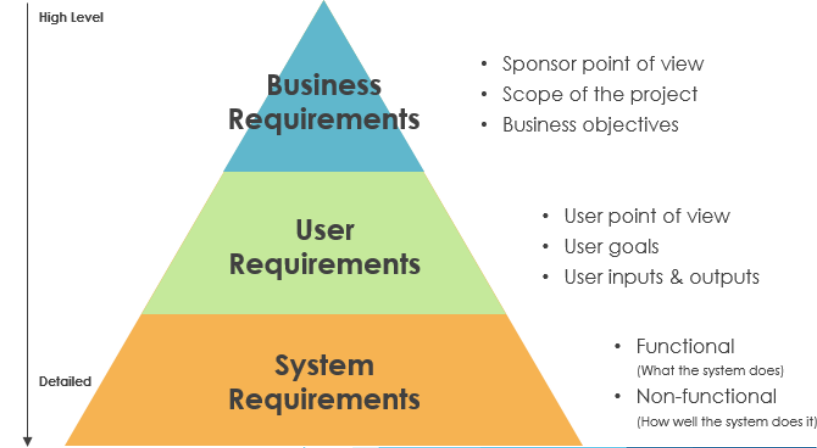 High Level
Business
Requirements
• Sponsor point of view
• Scope of the project
• Business objectives
User
Requirements
• User point of view
• User goals
• User inputs & outputs
Detailed
System
Requirements
• Functional
(What the system does)
• Non-functional
(How well the system does it)